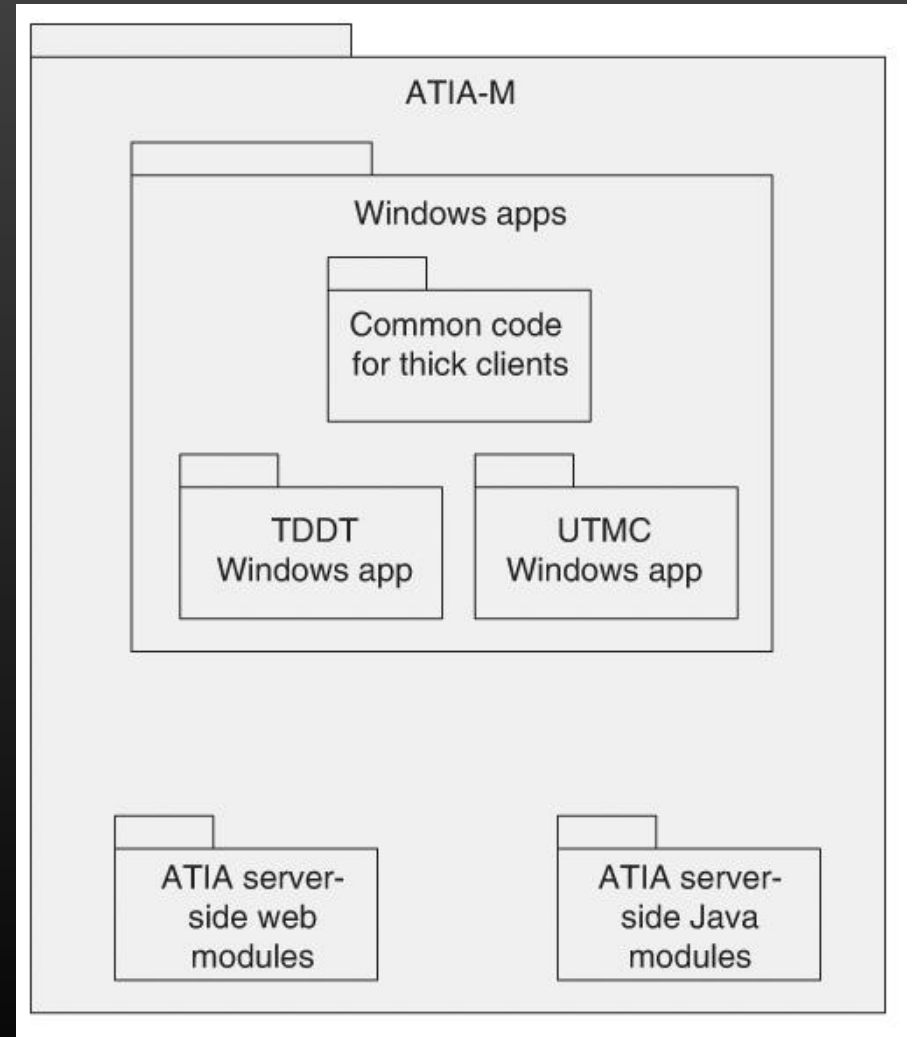 ATIA-M
Windows apps
Common code
for thick clients
TDDT
Windows app
UTMC
Windows app
ATIA server-
side web
modules
ATIA server-
side Java
modules